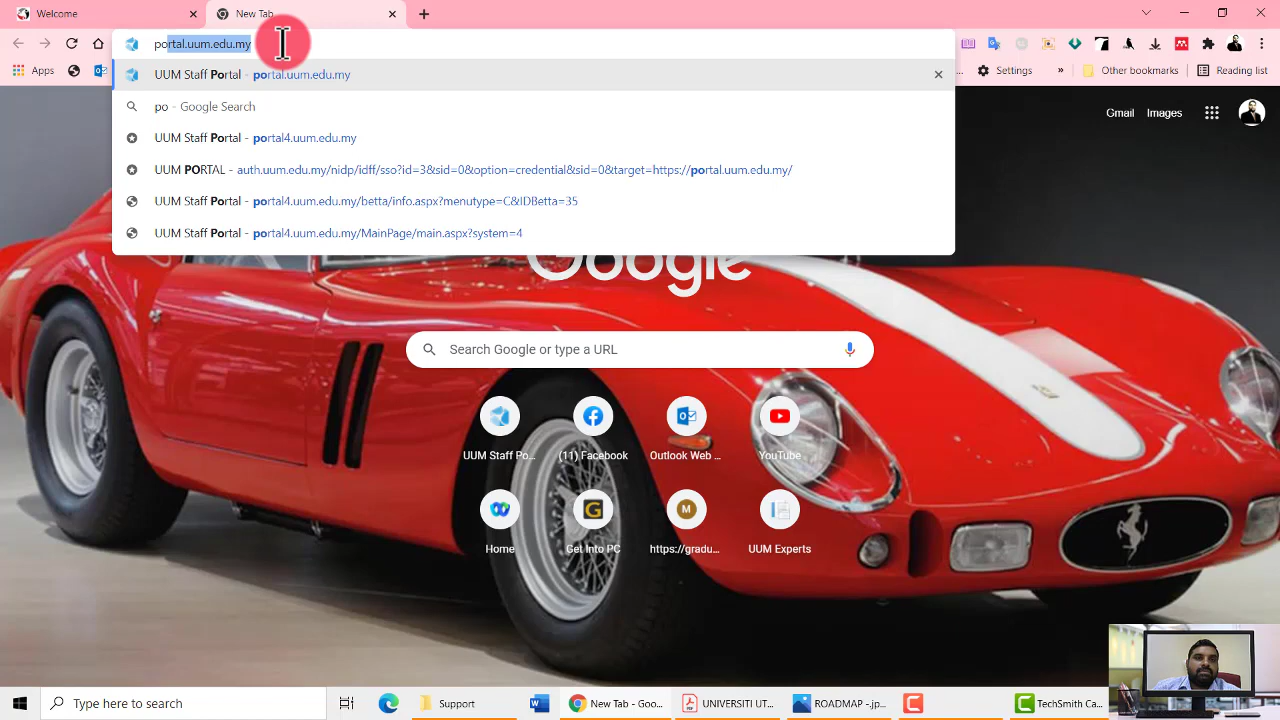 Welcome
New Tab
portal.uum.edu.my
UUM Staff Portal - portal.uum.edu.my
po - Google Search
UUM Staff Portal - portal4.uum.edu.my
UUM PORTAL - auth.uum.edu.my/nidp/idff/sso?id=3&sid=0&option=credential&sid=0&target=https://portal.uum.edu.my/
UUM Staff Portal - portal4.uum.edu.my/betta/info.aspx?menutype=C&IDBetta=35
UUM Staff Portal - portal4.uum.edu.my/MainPage/main.aspx?system=4
Apps
Settings
Other bookmarks
Reading list
Gmail Images
Google
Search Google or type a URL
UUM Staff Po... (11) Facebook Outlook Web ... YouTube
Home Get Into PC https://gradu... UUM Experts
Type here to search
New Tab - Goo...
UNIVERSITI UT...
ROADMAP -.jp...
TechSmith Ca...